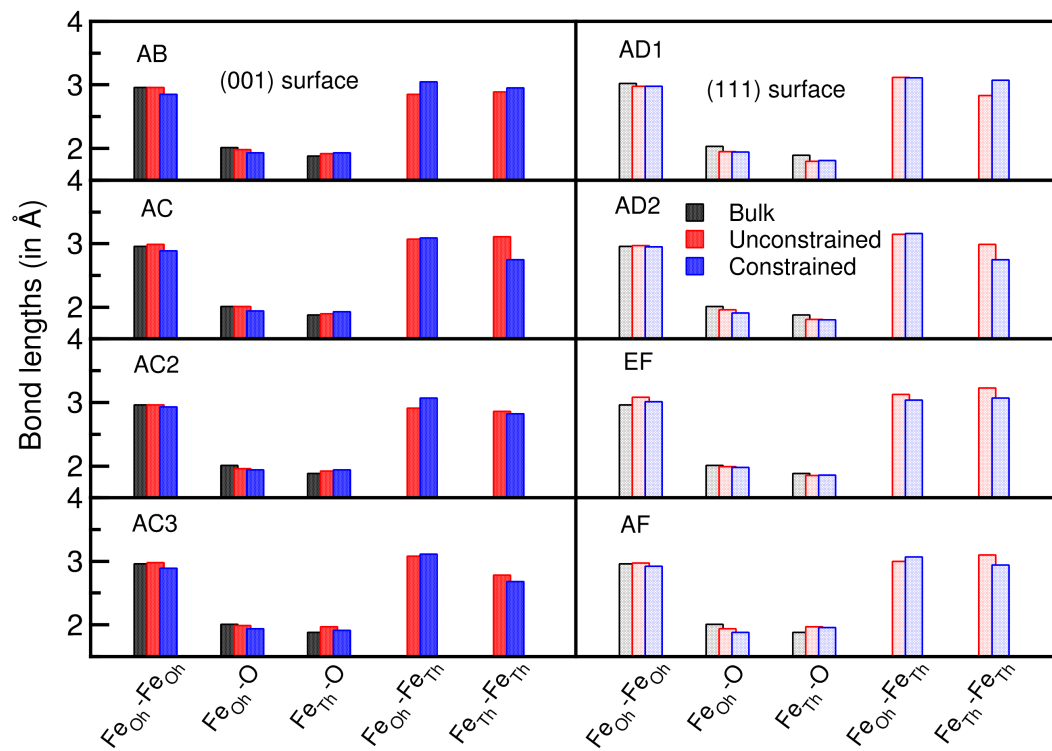 Bond lengths (in Å)
4
3
2
AB
(001) surface
AD1
(111) surface
4
3
2
AC
AD2
Bulk
Unconstrained
Constrained
4
3
2
AC2
EF
4
3
2
AC3
AF
Fe_Oh-Fe_Oh
Fe_Oh-O
Fe_Th-O
Fe_Oh-Fe_Th
Fe_Th-Fe_Th
Fe_Oh-Fe_Oh
Fe_Oh-O
Fe_Th-O
Fe_Oh-Fe_Th
Fe_Th-Fe_Th